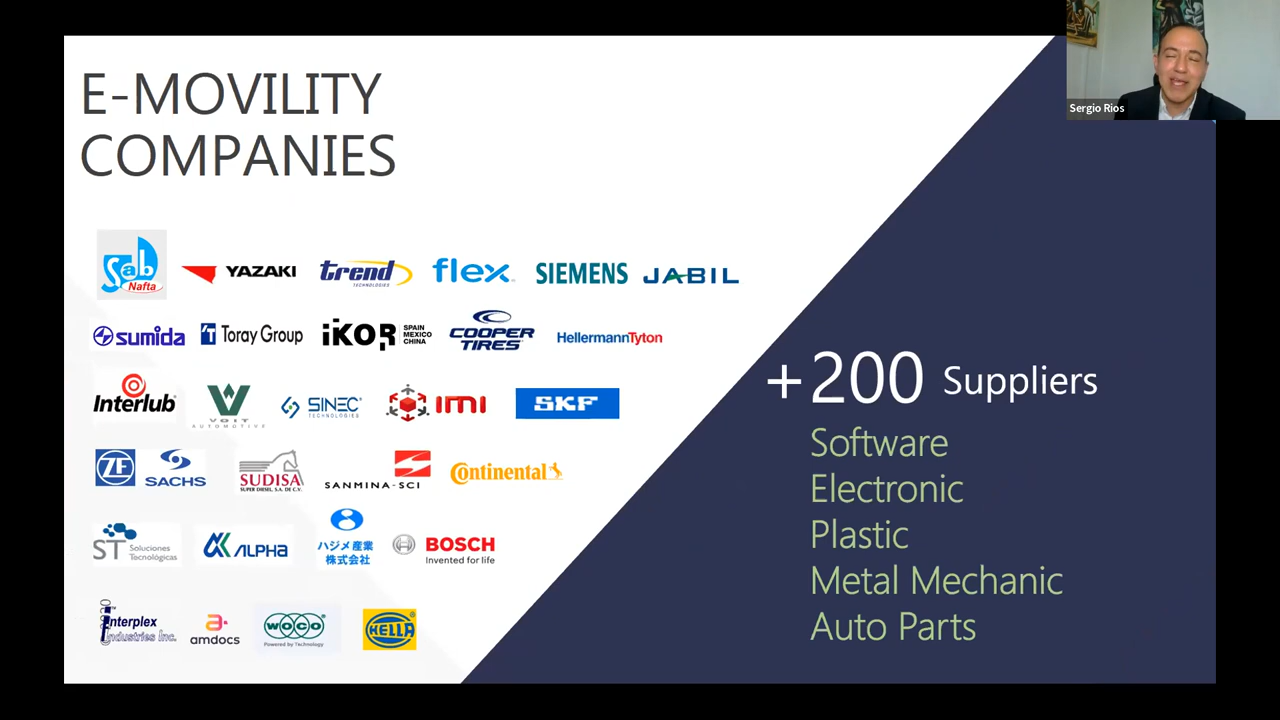 Sergio Rios
E-MOVILITY
COMPANIES
Sab
Nafta
YAZAKI
trend
TECHNOLOGIES
flex
SIEMENS
JABIL
sumida
Toray Group
iKOR
SPAIN
MEXICO
CHINA
COOPER
TIRES
HellermannTyton
Interlub
VOIT
AUTOMOTIVE
SINEC
TECHNOLOGIES
IMI
SKF
ZF
SACHS
SUDISA
SUPER DIESEL, S.A. DE C.V.
SANMINA-SCI
Continental
ST Soluciones
Tecnológicas
ALPHA
ハジメ産業
株式会社
BOSCH
Invented for life
Interplex
Industries Inc.
amdocs
WOCO
Powered by Technology
HELLA
+200 Suppliers
Software
Electronic
Plastic
Metal Mechanic
Auto Parts